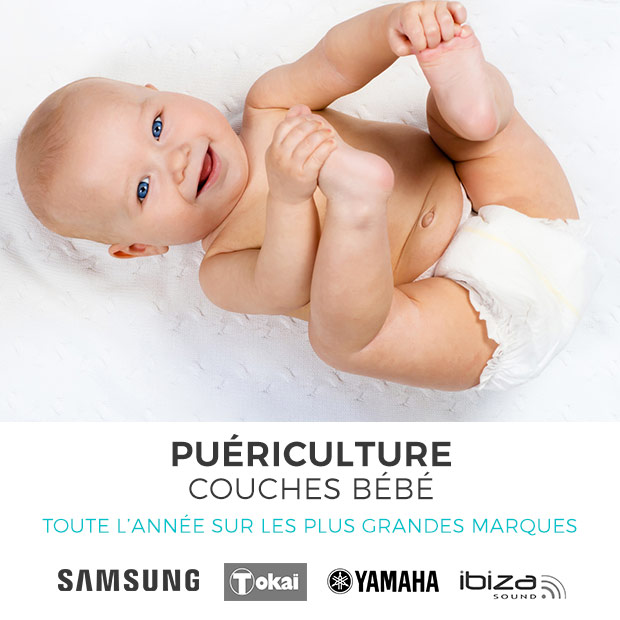 PUÉRICULTURE
COUCHES BÉBÉ
TOUTE L'ANNÉE SUR LES PLUS GRANDES MARQUES
SAMSUNG Tokai YAMAHA ibiza SOUND